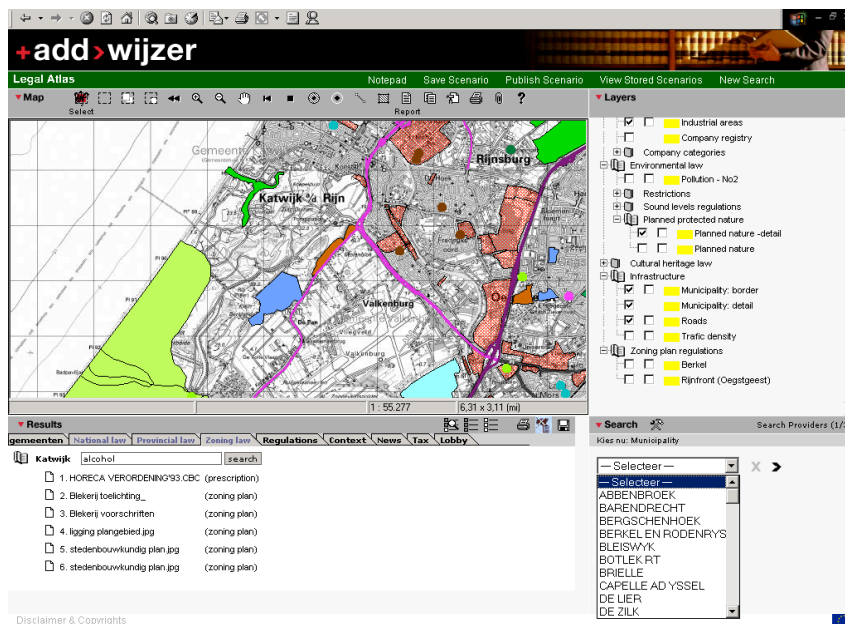 +add>wijzer
Legal Atlas
Notepad Save Scenario Publish Scenario View Stored Scenarios New Search
Map
Select
Report
?
Layers
Industrial areas
Company registry
Company categories
Environmental law
Pollution - No2
Restrictions
Sound levels regulations
Planned protected nature
Planned nature -detail
Planned nature
Cultural heritage law
Infrastructure
Municipality: border
Municipality: detail
Roads
Trafic density
Zoning plan regulations
Berkel
Rijnfront (Oegstgeest)
Rijnsburg
Katwijk a/d Rijn
Valkenburg
De Pan
Valkenburg
1 : 55.277
6,31 x 3,11 (mi)
Results
gemeenten National law Provincial law Zoning law Regulations Context News Tax Lobby
Katwijk alcohol search
1. HORECA VERORDENING'93.CBC (prescription)
2. Blekerij toelichting_ (zoning plan)
3. Blekerij voorschriften (zoning plan)
4. ligging plangebied.jpg (zoning plan)
5. stedenbouwkundig plan.jpg (zoning plan)
6. stedenbouwkundig plan.jpg (zoning plan)
Search
Search Providers (1/
Kies nu: Municipality
— Selecteer —
— Selecteer —
ABBENBROEK
BARENDRECHT
BERGSCHENHOEK
BERKEL EN RODENRYS
BLEISWYK
BOTLEK RT
BRIELLE
CAPELLE AD YSSEL
DE LIER
DE ZILK
Disclaimer & Copyrights